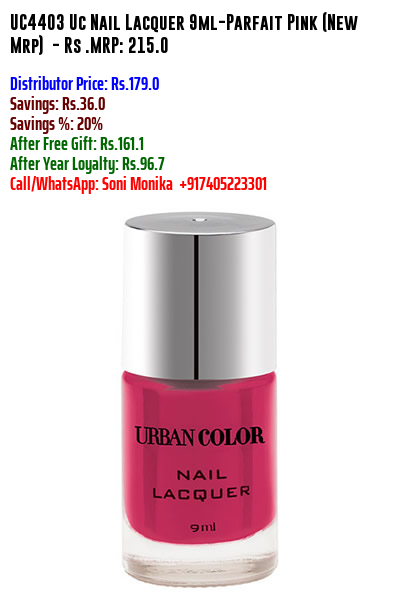 UC4403 Uc Nail Lacquer 9ml-Parfait Pink (New
Mrp)  - Rs .MRP: 215.0
Distributor Price: Rs.179.0
Savings: Rs.36.0
Savings %: 20%
After Free Gift: Rs.161.1
After Year Loyalty: Rs.96.7
Call/WhatsApp: Soni Monika  +917405223301
URBAN COLOR
NAIL
LACQUER
9ml